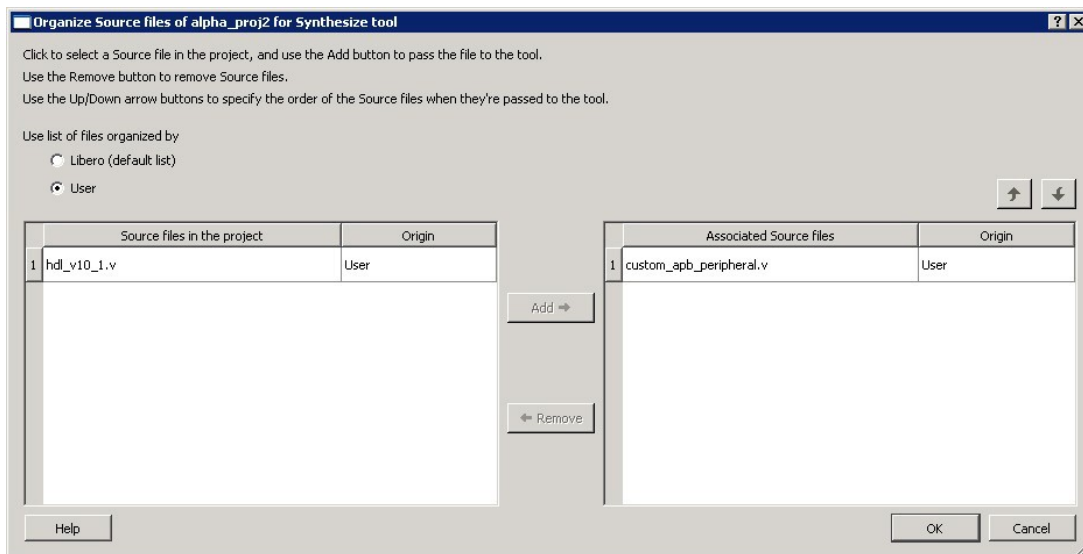 Organize Source files of alpha_proj2 for Synthesize tool
Click to select a Source file in the project, and use the Add button to pass the file to the tool.
Use the Remove button to remove Source files.
Use the Up/Down arrow buttons to specify the order of the Source files when they're passed to the tool.
Use list of files organized by
Libero (default list)
User
Source files in the project Origin
1 hdl_v10_1.v User
Add
Remove
Associated Source files Origin
1 custom_apb_peripheral.v User
Help
OK
Cancel